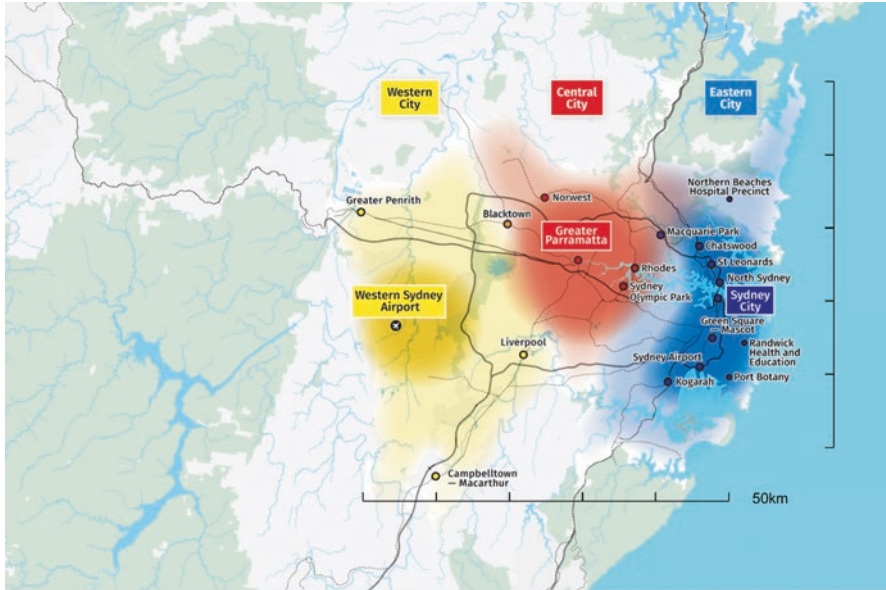 Western
City
Central
City
Eastern
City
Northern Beaches
Hospital Precinct
Greater Penrith
Norwest
Blacktown
Greater
Parramatta
Macquarie Park
Chatswood
St Leonards
Rhodes
North Sydney
Sydney
Olympic Park
Western Sydney
Airport
Sydney
City
Green Square
— Mascot
Liverpool
Randwick
Health and
Education
Sydney Airport
Port Botany
Kogarah
Campbelltown
— Macarthur
50km